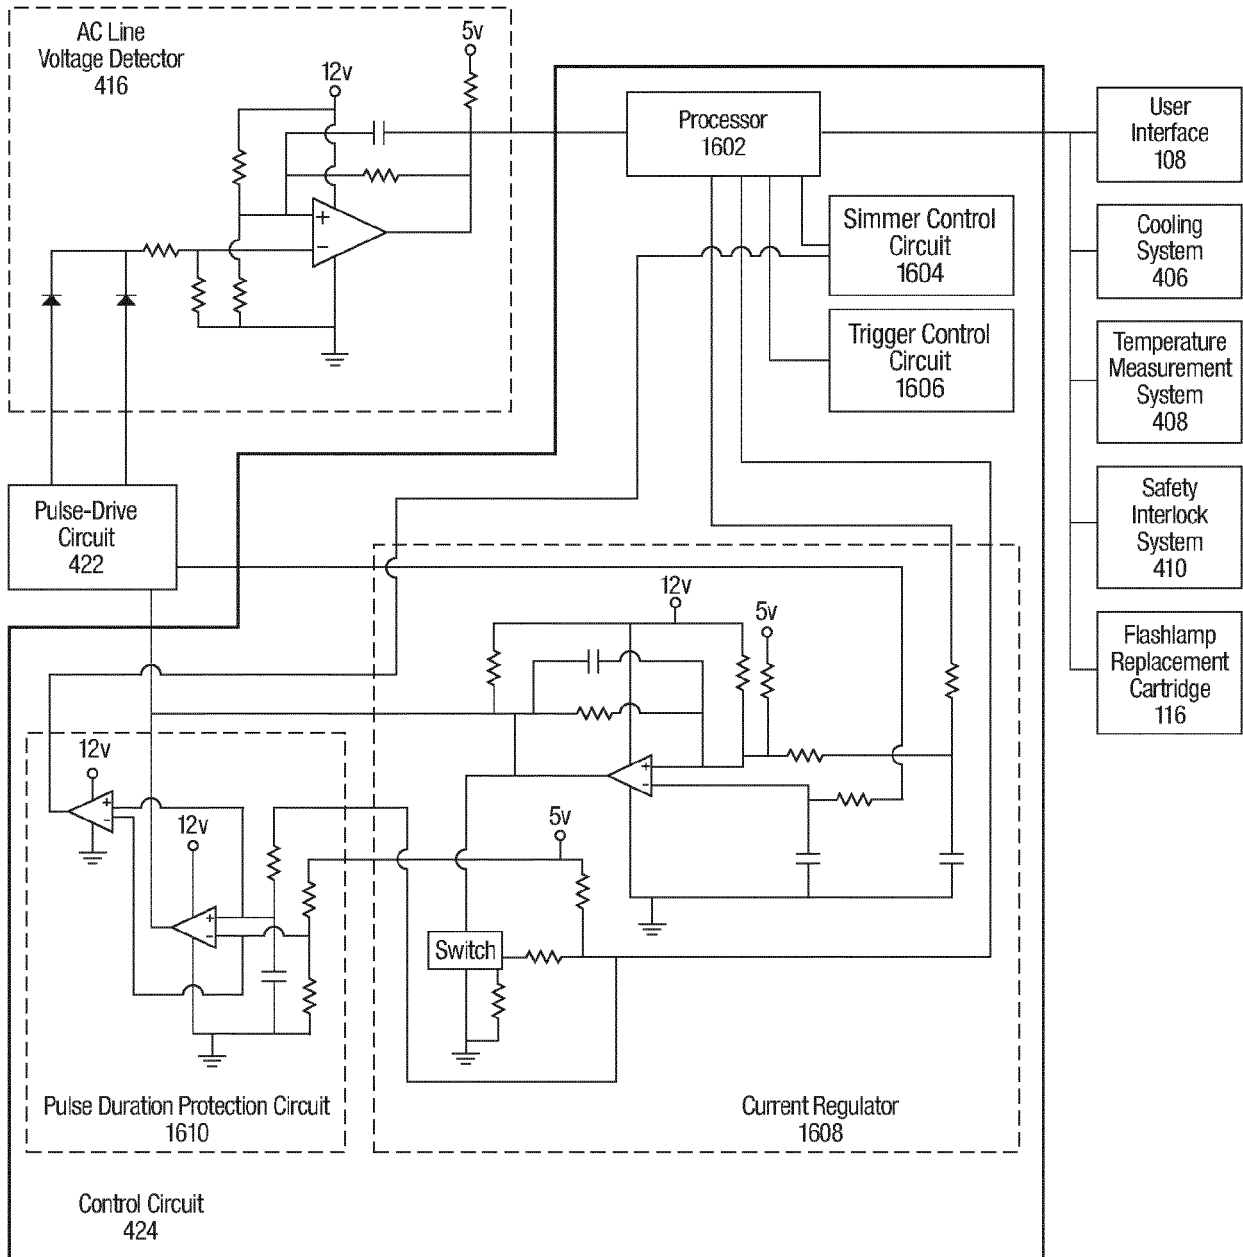 AC Line
Voltage Detector
416
5v
12v
+
−
Processor
1602
User
Interface
108
Simmer Control
Circuit
1604
Cooling
System
406
Trigger Control
Circuit
1606
Temperature
Measurement
System
408
Pulse-Drive
Circuit
422
Safety
Interlock
System
410
12v
5v
Flashlamp
Replacement
Cartridge
116
12v
+
−
+
−
12v
5v
+
−
Switch
Pulse Duration Protection Circuit
1610
Current Regulator
1608
Control Circuit
424